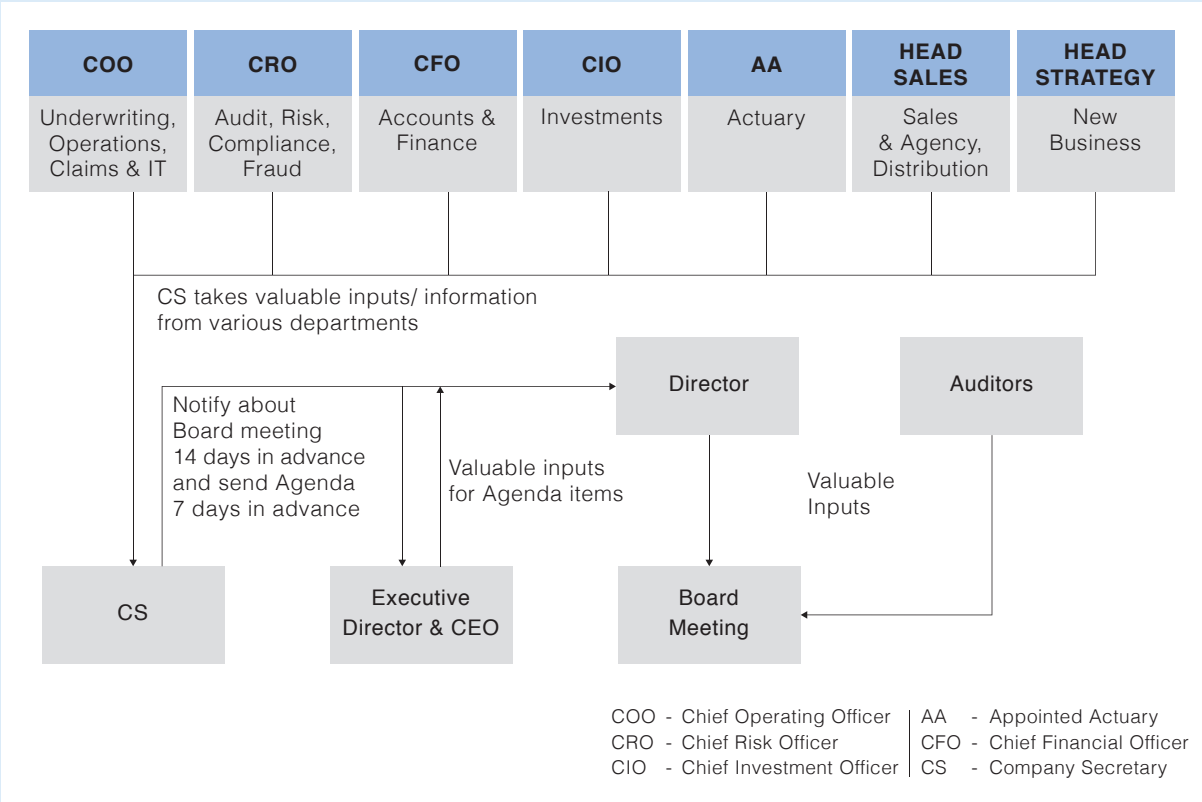 COO
CRO
CFO
CIO
AA
HEAD
SALES
HEAD
STRATEGY
Underwriting,
Operations,
Claims & IT
Audit, Risk,
Compliance,
Fraud
Accounts &
Finance
Investments
Actuary
Sales
& Agency,
Distribution
New
Business
CS takes valuable inputs/ information
from various departments
Director
Auditors
Notify about
Board meeting
14 days in advance
and send Agenda
7 days in advance
Valuable inputs
for Agenda items
Valuable
Inputs
CS
Executive
Director & CEO
Board
Meeting
COO - Chief Operating Officer
CRO - Chief Risk Officer
CIO - Chief Investment Officer
AA - Appointed Actuary
CFO - Chief Financial Officer
CS - Company Secretary